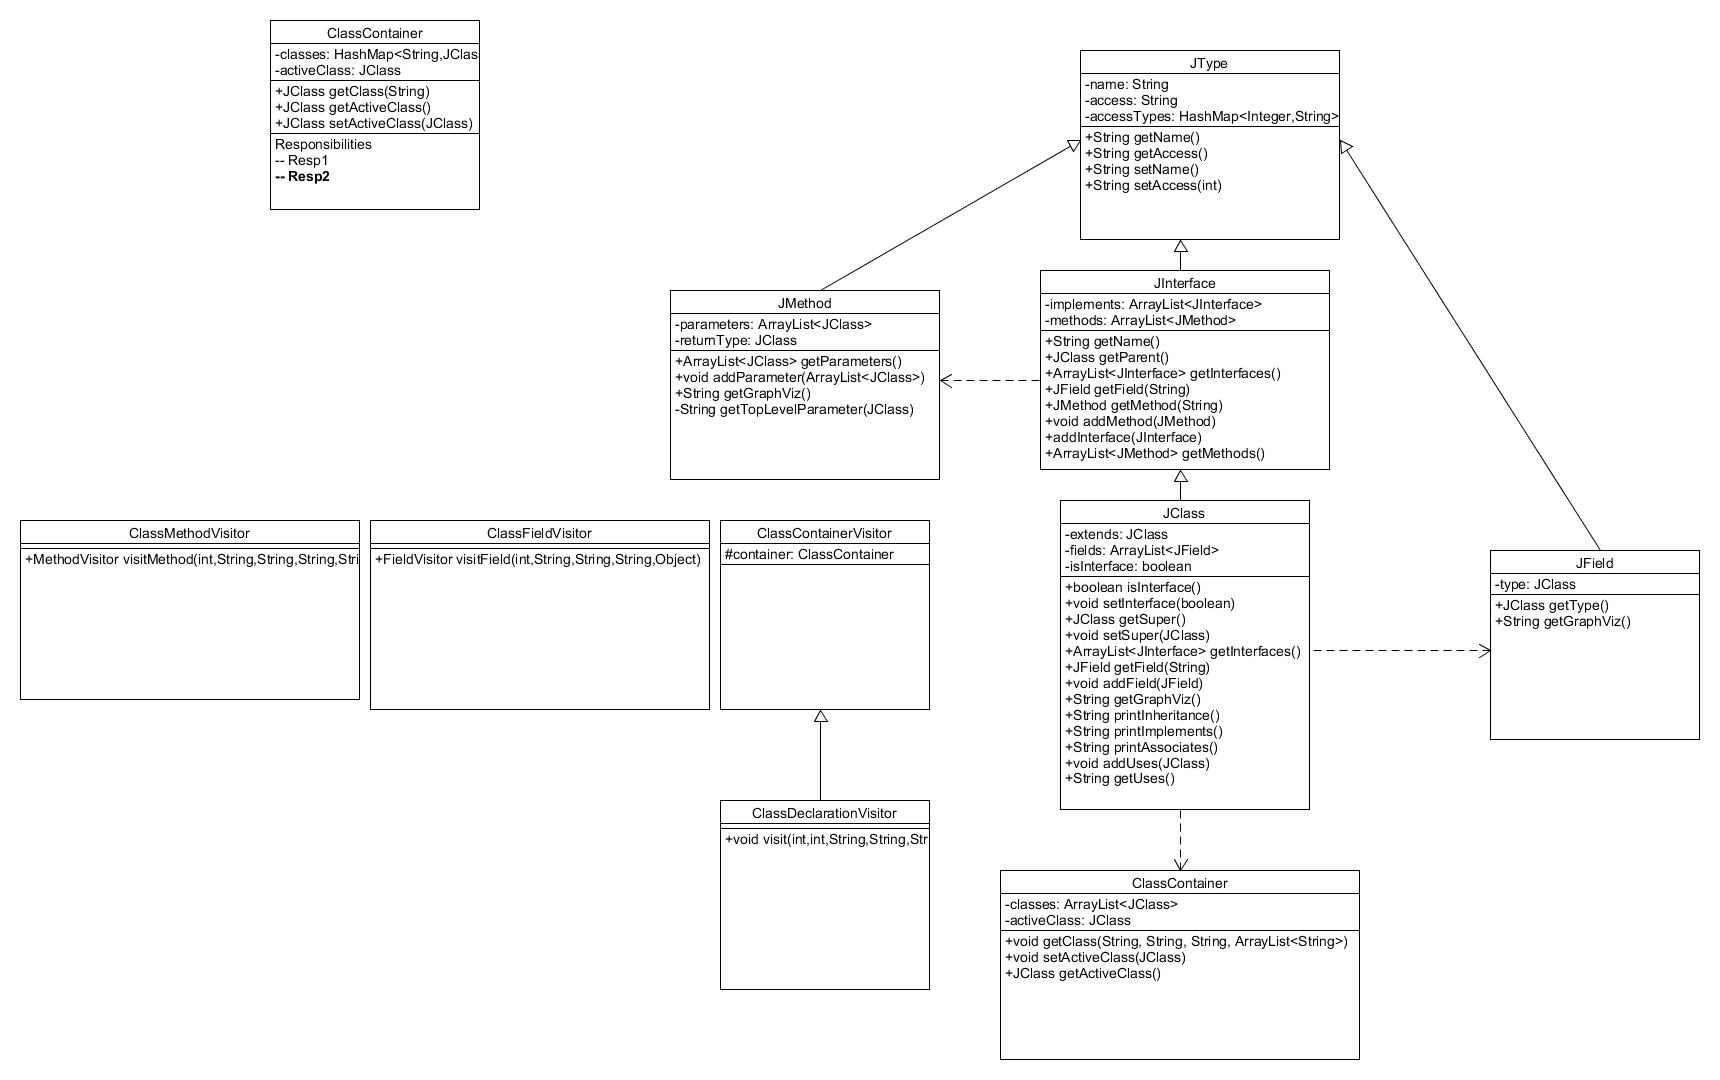 ClassContainer
-classes: HashMap<String,JClas
-activeClass: JClass
+JClass getClass(String)
+JClass getActiveClass()
+JClass setActiveClass(JClass)
Responsibilities
-- Resp1
-- Resp2
JType
-name: String
-access: String
-accessTypes: HashMap<Integer,String>
+String getName()
+String getAccess()
+String setName()
+String setAccess(int)
JMethod
-parameters: ArrayList<JClass>
-returnType: JClass
+ArrayList<JClass> getParameters()
+void addParameter(ArrayList<JClass>)
+String getGraphViz()
-String getTopLevelParameter(JClass)
JInterface
-implements: ArrayList<JInterface>
-methods: ArrayList<JMethod>
+String getName()
+JClass getParent()
+ArrayList<JInterface> getInterfaces()
+JField getField(String)
+JMethod getMethod(String)
+void addMethod(JMethod)
+addInterface(JInterface)
+ArrayList<JMethod> getMethods()
ClassMethodVisitor
+MethodVisitor visitMethod(int,String,String,String,Stri
ClassFieldVisitor
+FieldVisitor visitField(int,String,String,String,Object)
ClassContainerVisitor
#container: ClassContainer
JClass
-extends: JClass
-fields: ArrayList<JField>
-isInterface: boolean
+boolean isInterface()
+void setInterface(boolean)
+JClass getSuper()
+void setSuper(JClass)
+ArrayList<JInterface> getInterfaces()
+JField getField(String)
+void addField(JField)
+String getGraphViz()
+String printInheritance()
+String printImplements()
+String printAssociates()
+void addUses(JClass)
+String getUses()
JField
-type: JClass
+JClass getType()
+String getGraphViz()
ClassDeclarationVisitor
+void visit(int,int,String,String,Str
ClassContainer
-classes: ArrayList<JClass>
-activeClass: JClass
+void getClass(String, String, String, ArrayList<String>)
+void setActiveClass(JClass)
+JClass getActiveClass()